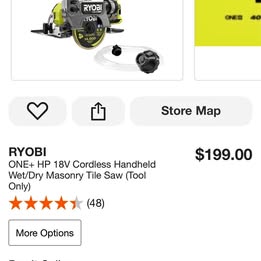 RYOBI
Store Map
RYOBI
$199.00
ONE+ HP 18V Cordless Handheld
Wet/Dry Masonry Tile Saw (Tool
Only)
(48)
More Options